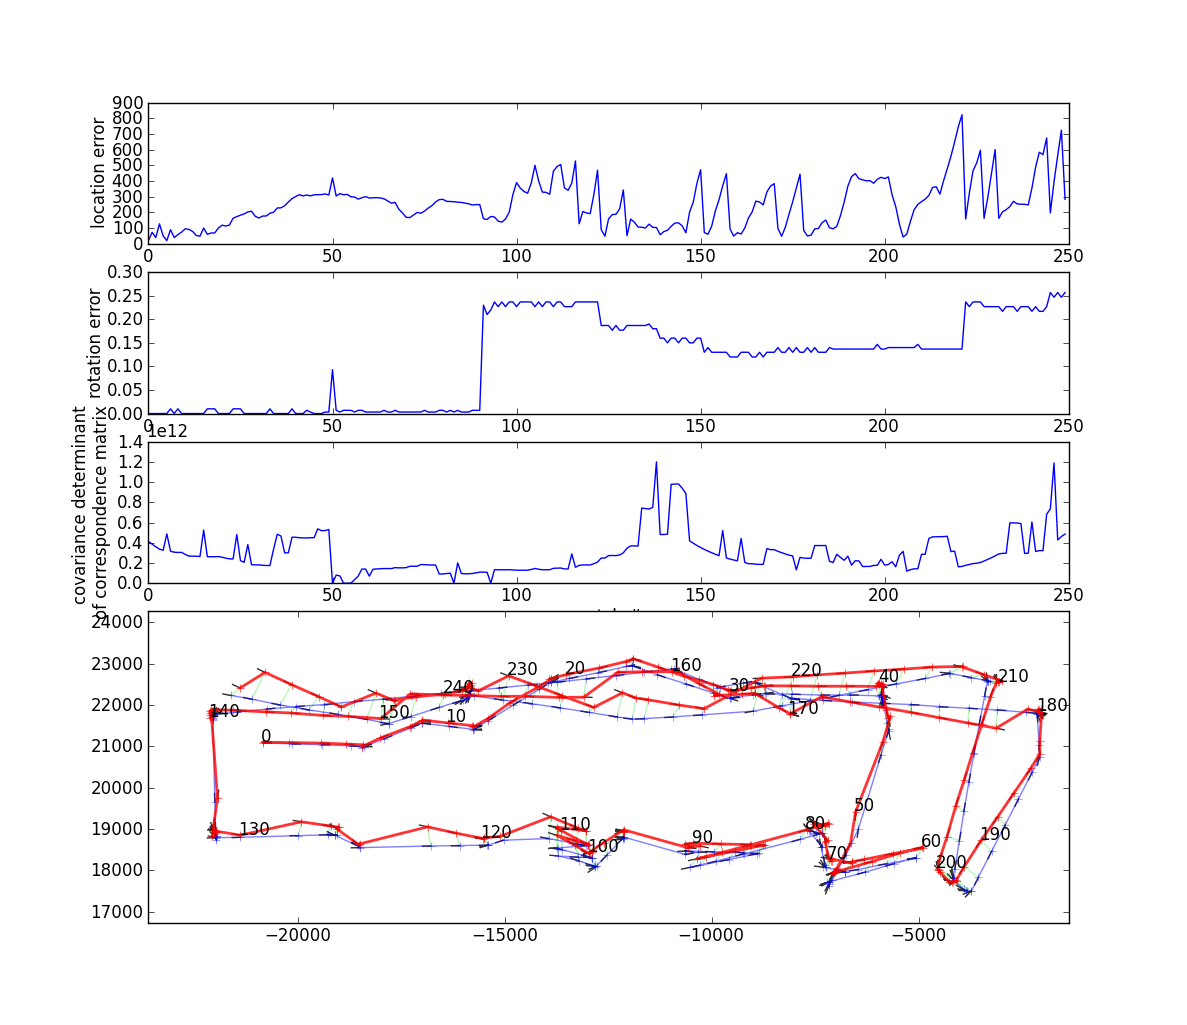 900
800
700
600
500
400
300
200
100
0
location error
0 50 100 150 200 250
0.30
0.25
0.20
0.15
0.10
0.05
0.00
rotation error
0 50 100 150 200 250
1e12
1.4
1.2
1.0
0.8
0.6
0.4
0.2
0.0
covariance determinant
of correspondence matrix
0 50 100 150 200 250
24000
23000
22000
21000
20000
19000
18000
17000
230 20 160 220 210
240 30 40
140 150 10 170 180
0
50
130 120 110 80 190
100 90 70 60 200
−20000 −15000 −10000 −5000